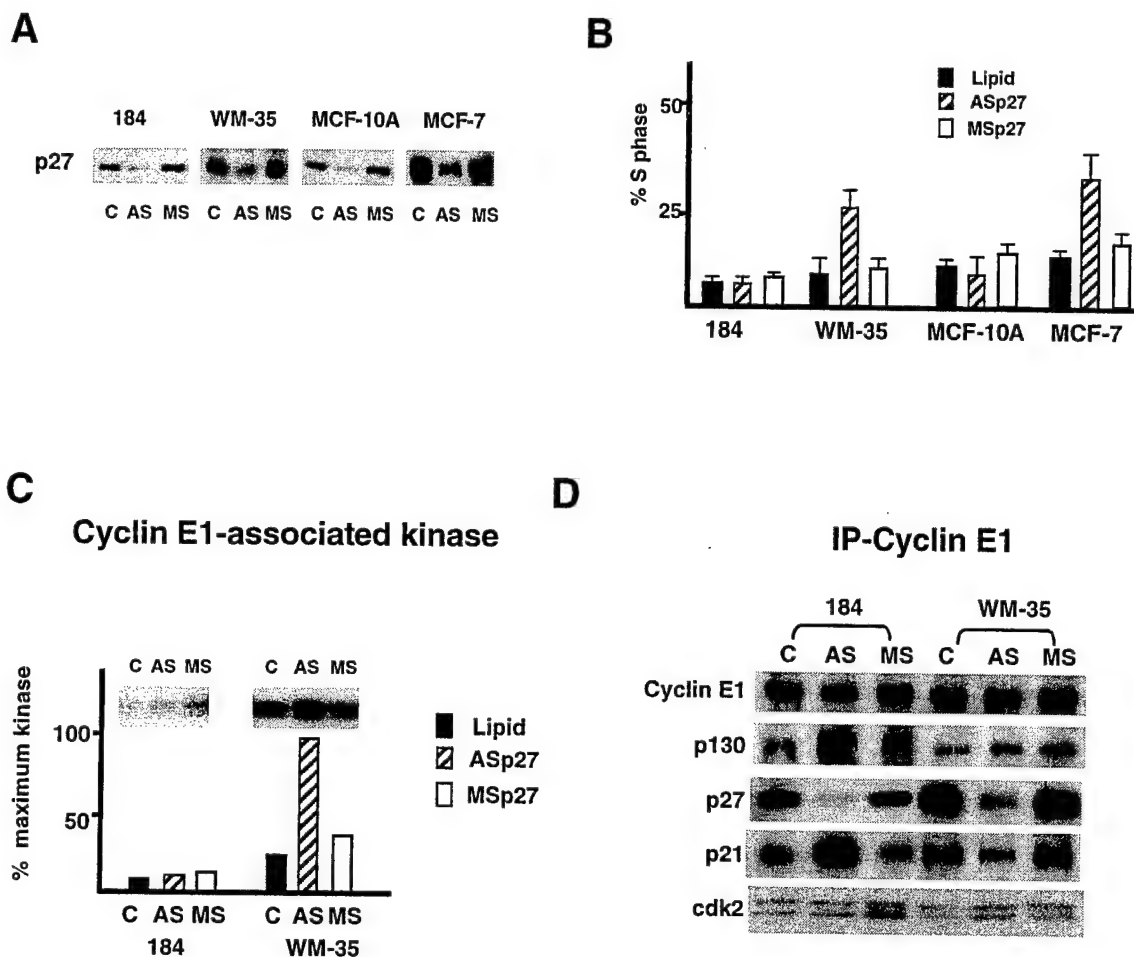 A
184 WM-35 MCF-10A MCF-7
p27
C AS MS C AS MS C AS MS C AS MS
B
% S phase
50
25
Lipid
ASp27
MSp27
184 WM-35 MCF-10A MCF-7
C
Cyclin E1-associated kinase
% maximum kinase
100
50
C AS MS C AS MS
Lipid
ASp27
MSp27
C AS MS C AS MS
184 WM-35
D
IP-Cyclin E1
184 WM-35
C AS MS C AS MS
Cyclin E1
p130
p27
p21
cdk2